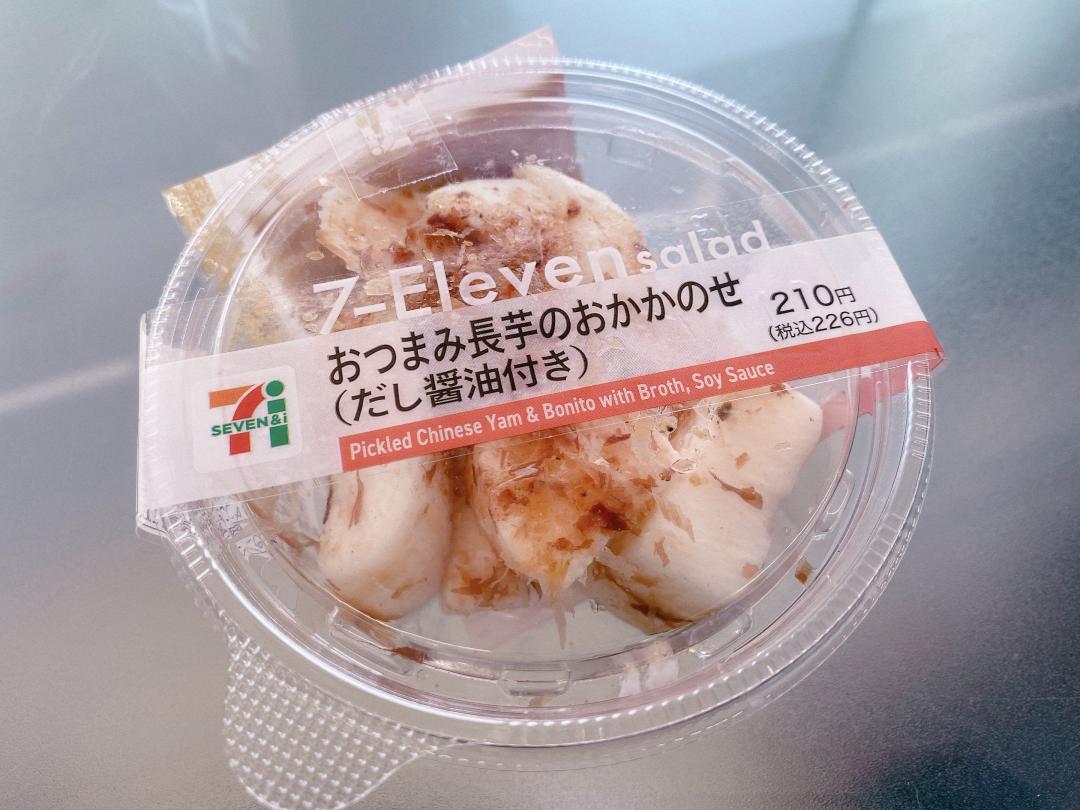 7-Eleven salad
おつまみ長芋のおかかのせ
(だし醤油付き)
210円
(税込226円)
SEVEN&i
Pickled Chinese Yam & Bonito with Broth, Soy Sauce